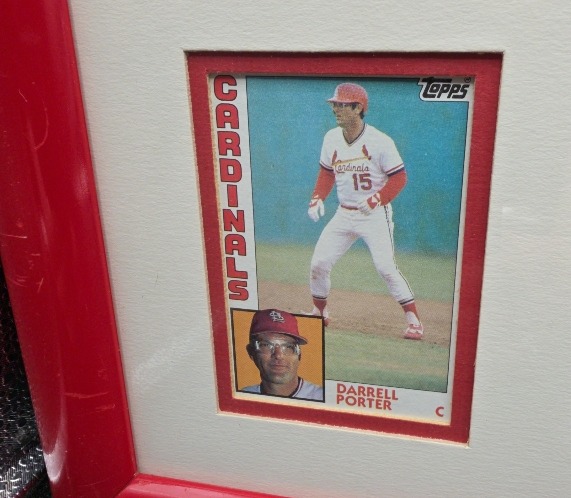 TOPPS
CARDINALS
Cardinals
15
DARRELL
PORTER
C